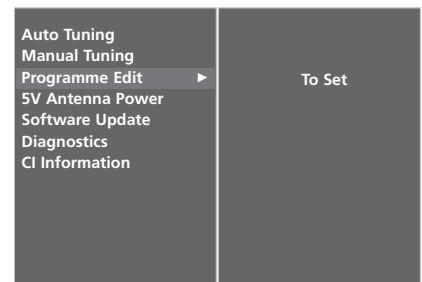 Auto Tuning
Manual Tuning
Programme Edit ►
To Set
5V Antenna Power
Software Update
Diagnostics
CI Information